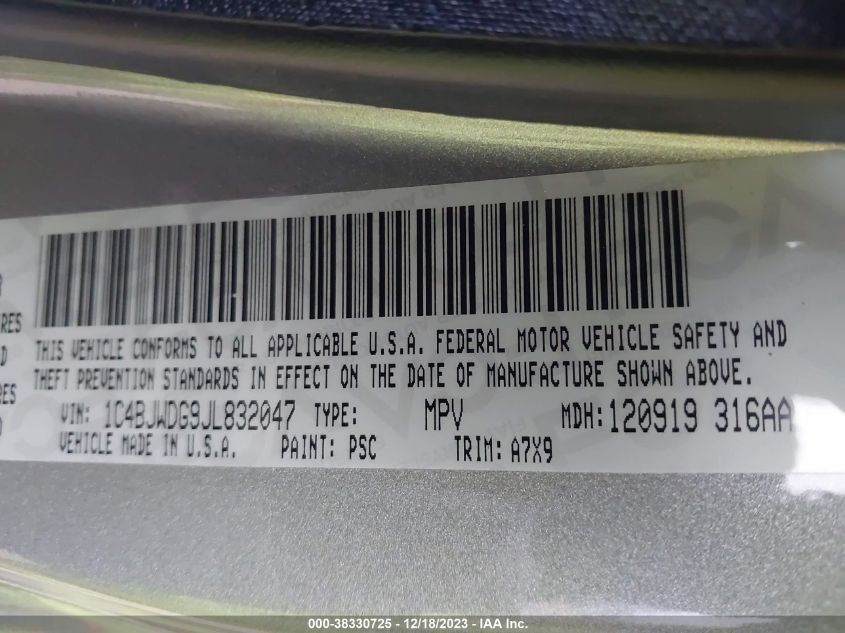 RES
D
RES
THIS VEHICLE CONFORMS TO ALL APPLICABLE U.S.A. FEDERAL MOTOR VEHICLE SAFETY AND
THEFT PREVENTION STANDARDS IN EFFECT ON THE DATE OF MANUFACTURE SHOWN ABOVE.
VIN: 1C4BJWDG9JL832047 TYPE: MPV MDH: 120919 316AA
VEHICLE MADE IN U.S.A. PAINT: PSC TRIM: A7X9
000-38330725 - 12/18/2023 - IAA Inc.